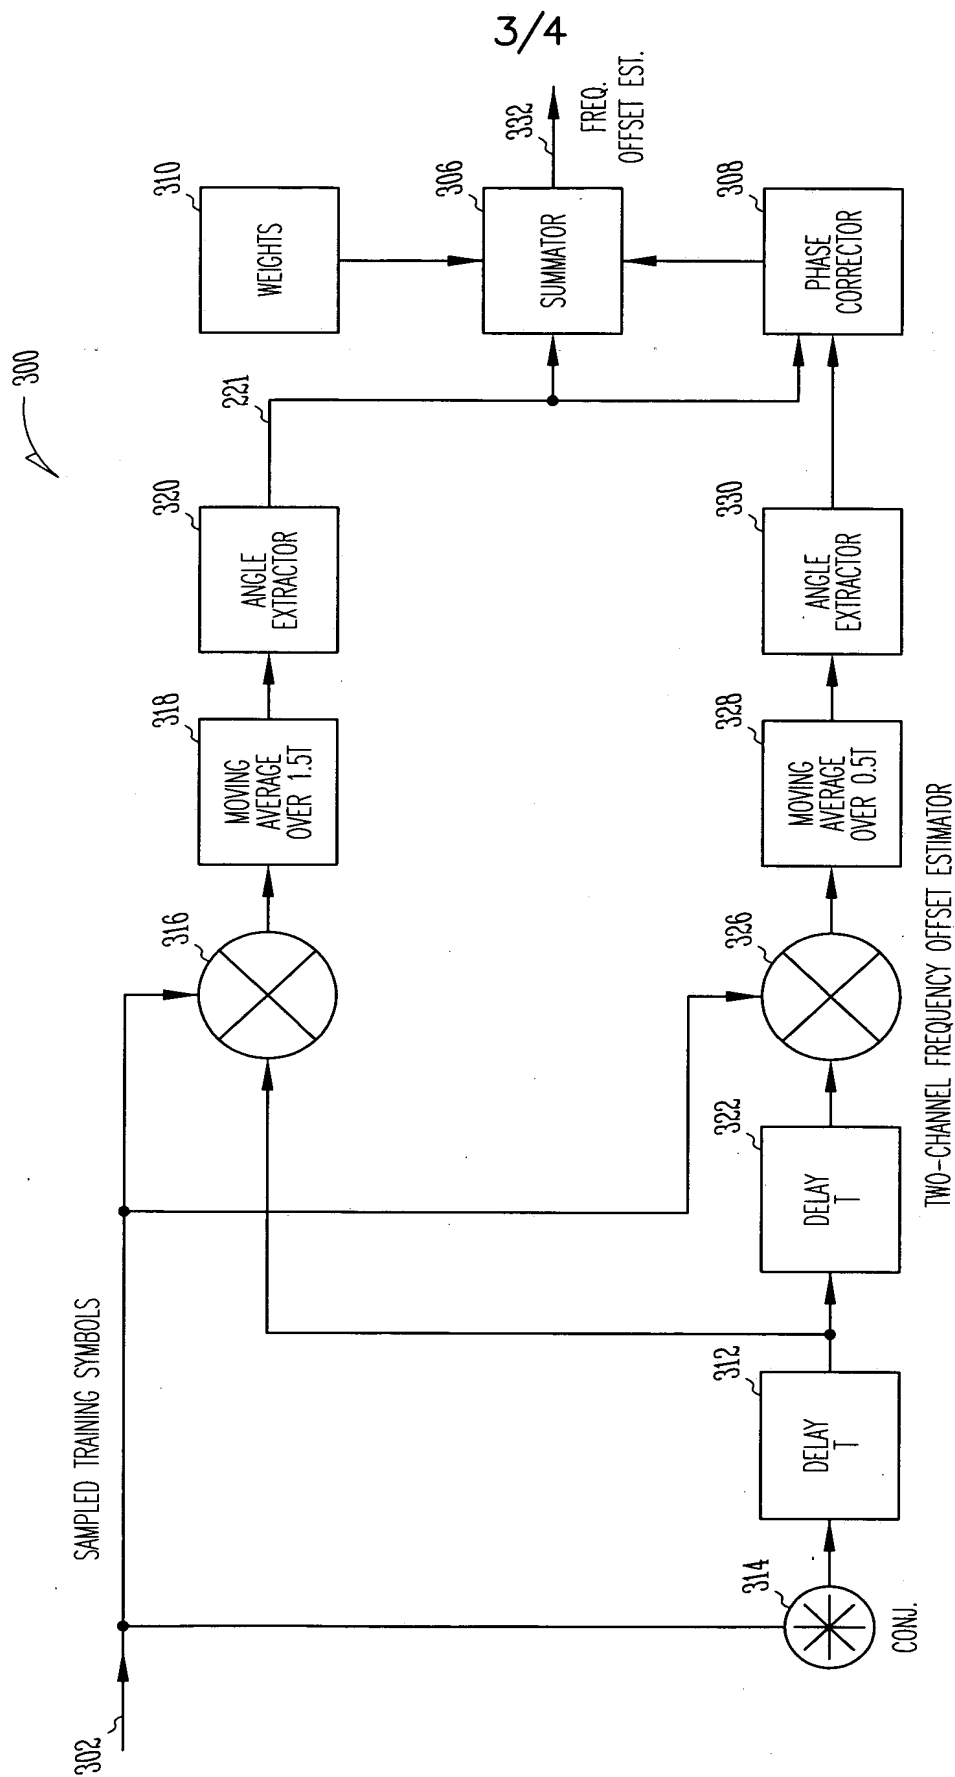 3/4
300
302
SAMPLED TRAINING SYMBOLS
314
CONJ.
312
DELAY
T
322
DELAY
T
316
326
318
MOVING
AVERAGE
OVER 1.5T
328
MOVING
AVERAGE
OVER 0.5T
320
ANGLE
EXTRACTOR
330
ANGLE
EXTRACTOR
221
310
WEIGHTS
306
SUMMATOR
308
PHASE
CORRECTOR
332
FREQ.
OFFSET EST.
TWO-CHANNEL FREQUENCY OFFSET ESTIMATOR